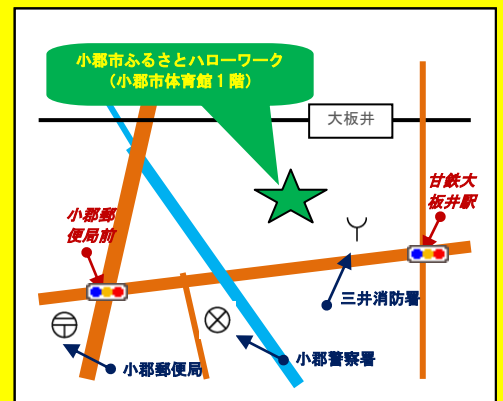 小郡市ふるさとハローワーク
（小郡市体育館１階）
大板井
甘鉄大
板井駅
小郡郵
便局前
三井消防署
小郡警察署
小郡郵便局